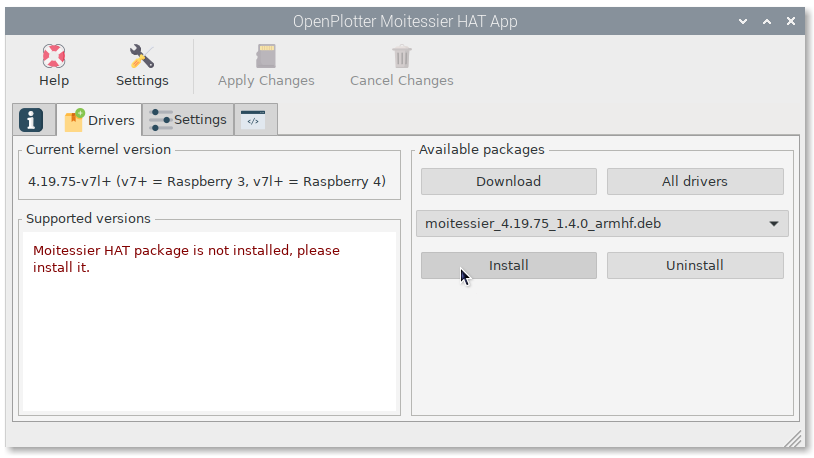 OpenPlotter Moitessier HAT App
Help
Settings
Apply Changes
Cancel Changes
Drivers
Settings
Current kernel version
4.19.75-v7l+ (v7+ = Raspberry 3, v7l+ = Raspberry 4)
Supported versions
Moitessier HAT package is not installed, please
install it.
Available packages
Download
All drivers
moitessier_4.19.75_1.4.0_armhf.deb
Install
Uninstall